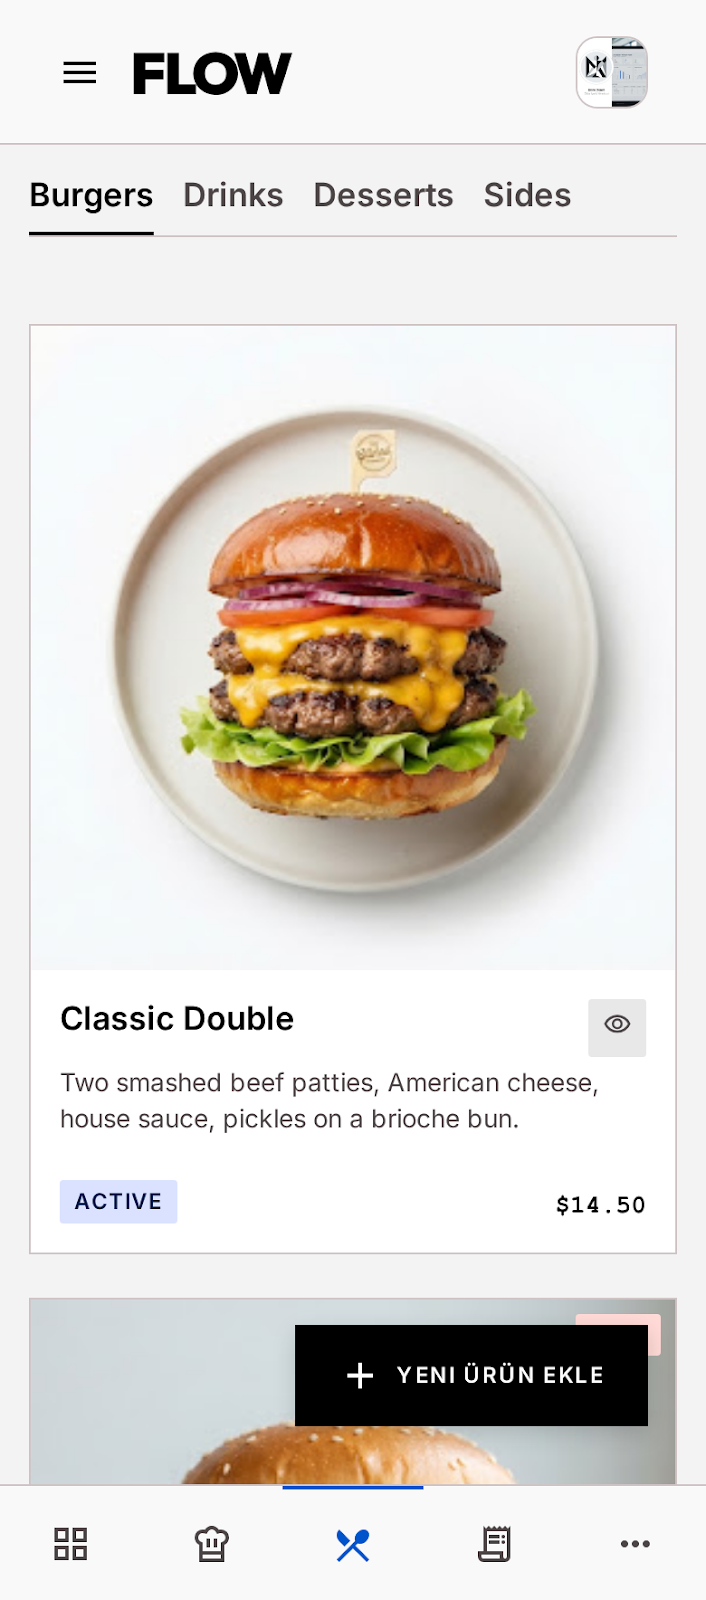 FLOW
Burgers Drinks Desserts Sides
Classic Double
Two smashed beef patties, American cheese,
house sauce, pickles on a brioche bun.
ACTIVE
$14.50
YENI ÜRÜN EKLE